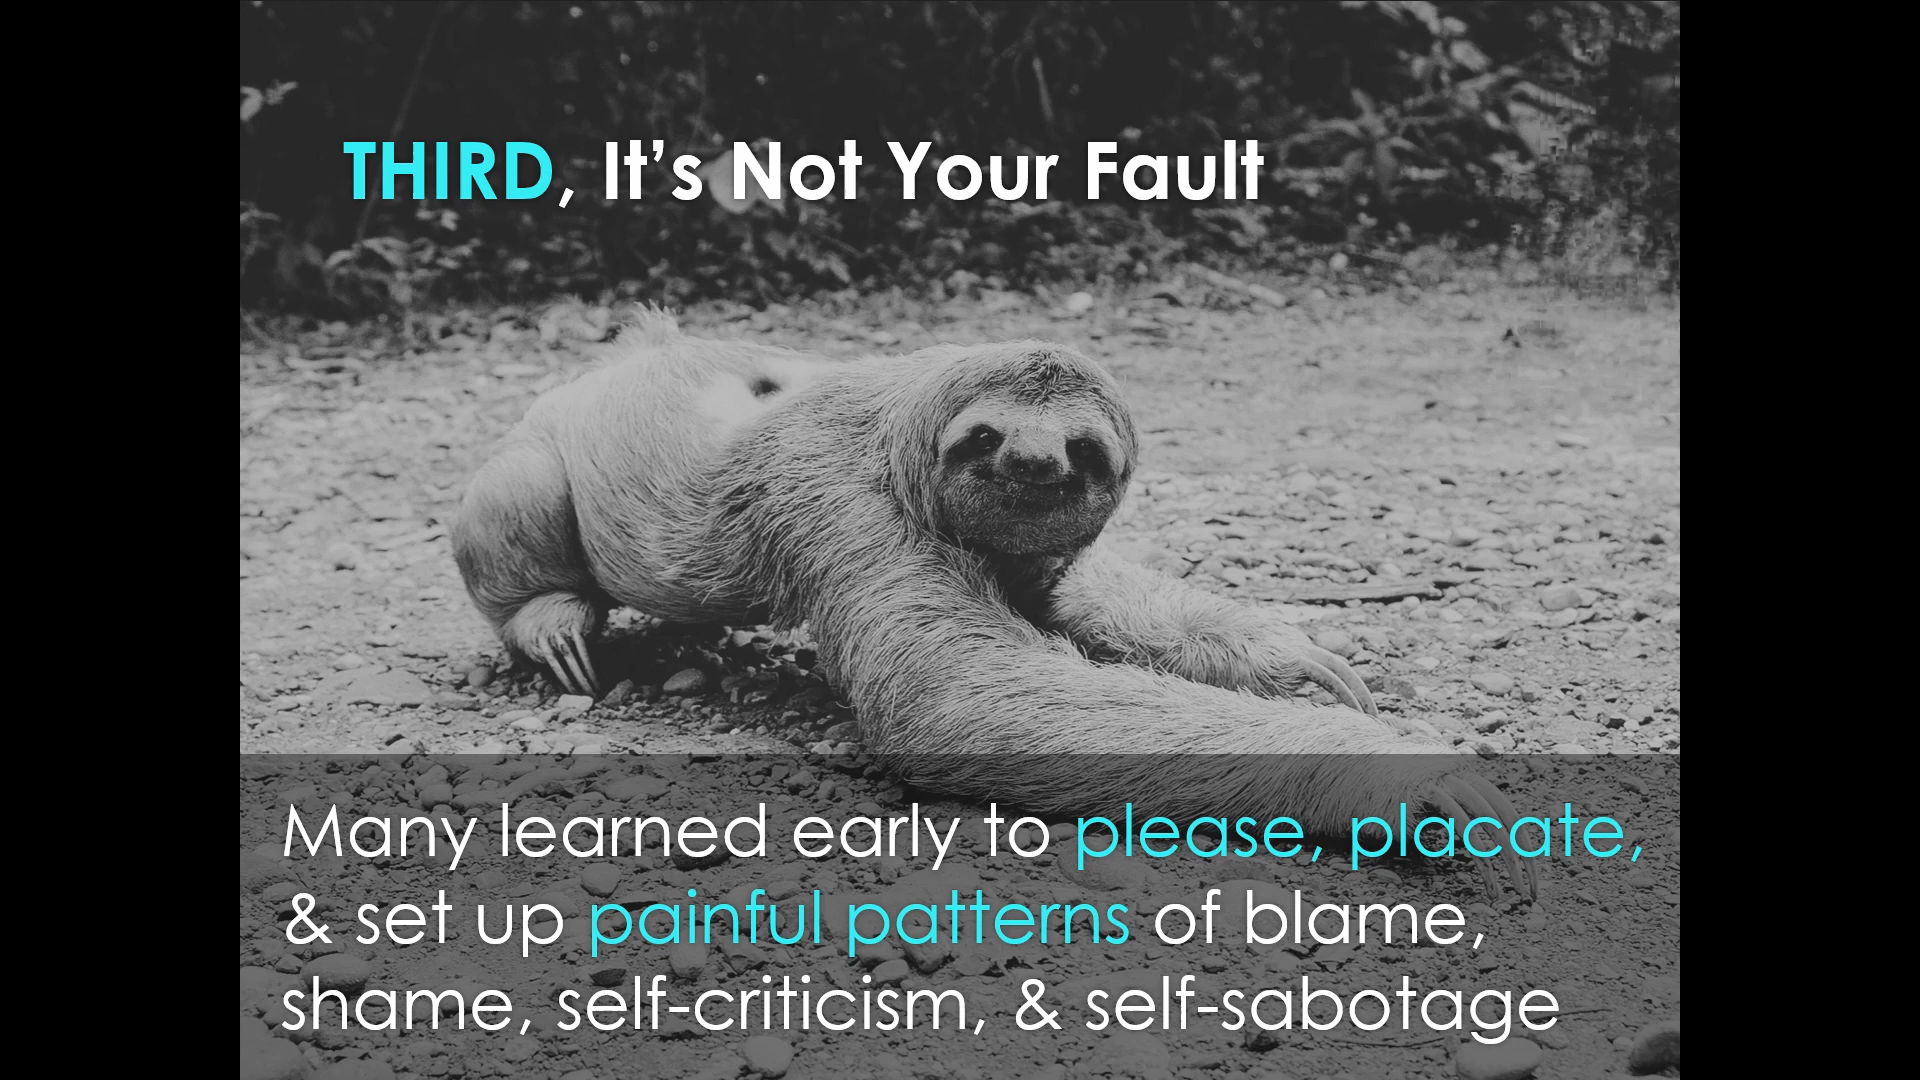 THIRD, It’s Not Your Fault
Many learned early to please, placate,
& set up painful patterns of blame,
shame, self-criticism, & self-sabotage